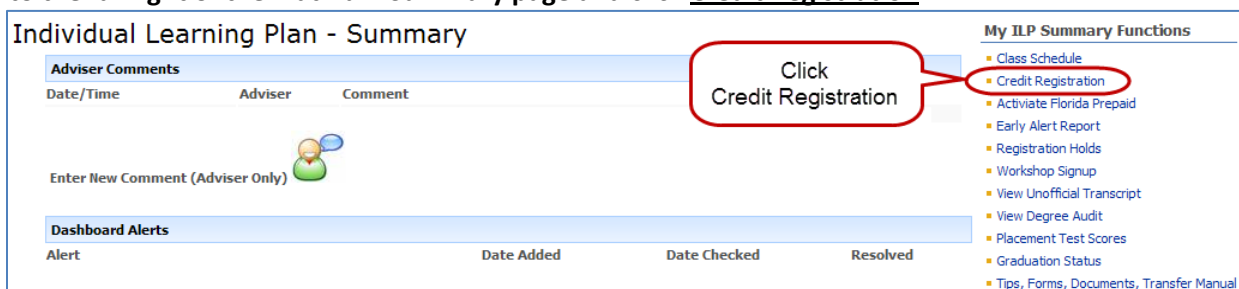 Individual Learning Plan - Summary
Adviser Comments
Date/Time Adviser Comment
Enter New Comment (Adviser Only)
Dashboard Alerts
Alert Date Added Date Checked Resolved
Click
Credit Registration
My ILP Summary Functions
Class Schedule
Credit Registration
Activiate Florida Prepaid
Early Alert Report
Registration Holds
Workshop Signup
View Unofficial Transcript
View Degree Audit
Placement Test Scores
Graduation Status
Tips, Forms, Documents, Transfer Manual